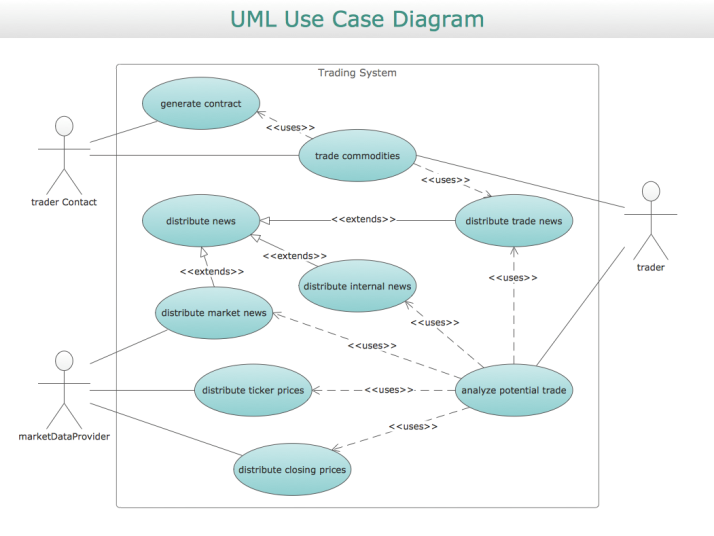 UML Use Case Diagram
Trading System
generate contract
<<uses>>
trade commodities
<<uses>>
trader Contact
distribute news
<<extends>>
distribute trade news
<<extends>>
trader
<<extends>>
<<uses>>
distribute internal news
distribute market news
<<uses>>
<<uses>>
distribute ticker prices
<<uses>>
analyze potential trade
<<uses>>
marketDataProvider
distribute closing prices